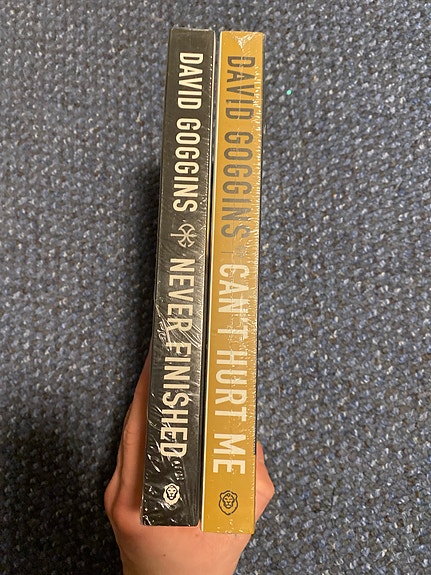 DAVID GOGGINS NEVER FINISHED
DAVID GOGGINS CAN'T HURT ME